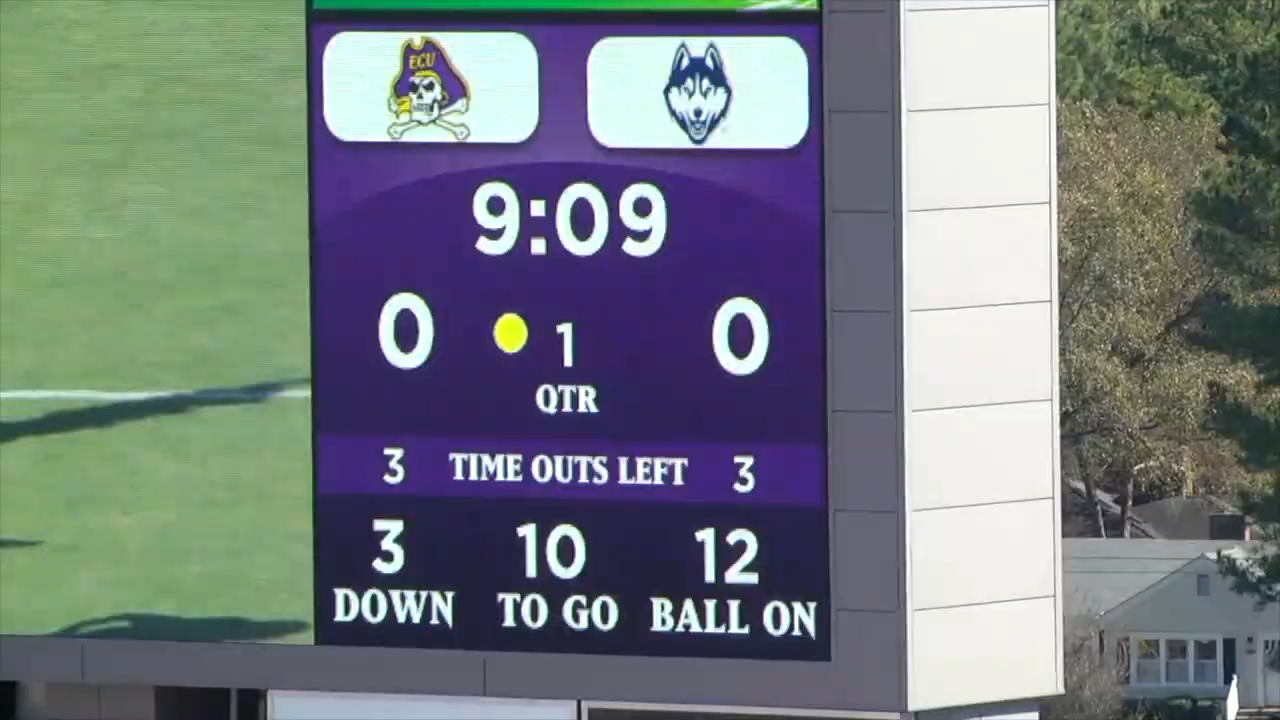 ECU
9:09
0 1 0
QTR
3 TIME OUTS LEFT 3
3 10 12
DOWN TO GO BALL ON